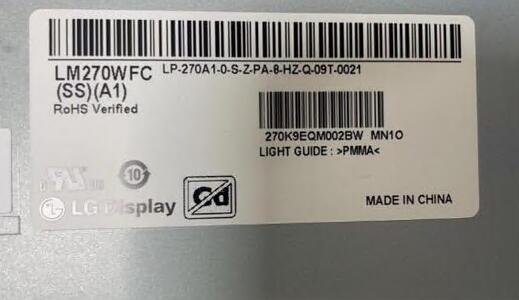 LM270WFC LP-270A1-0-S-Z-PA-8-HZ-Q-09T-0021
(SS)(A1)
RoHS Verified
270K9EQM002BW MN1O
LIGHT GUIDE : >PMMA<
10
LG Display
Pb
MADE IN CHINA